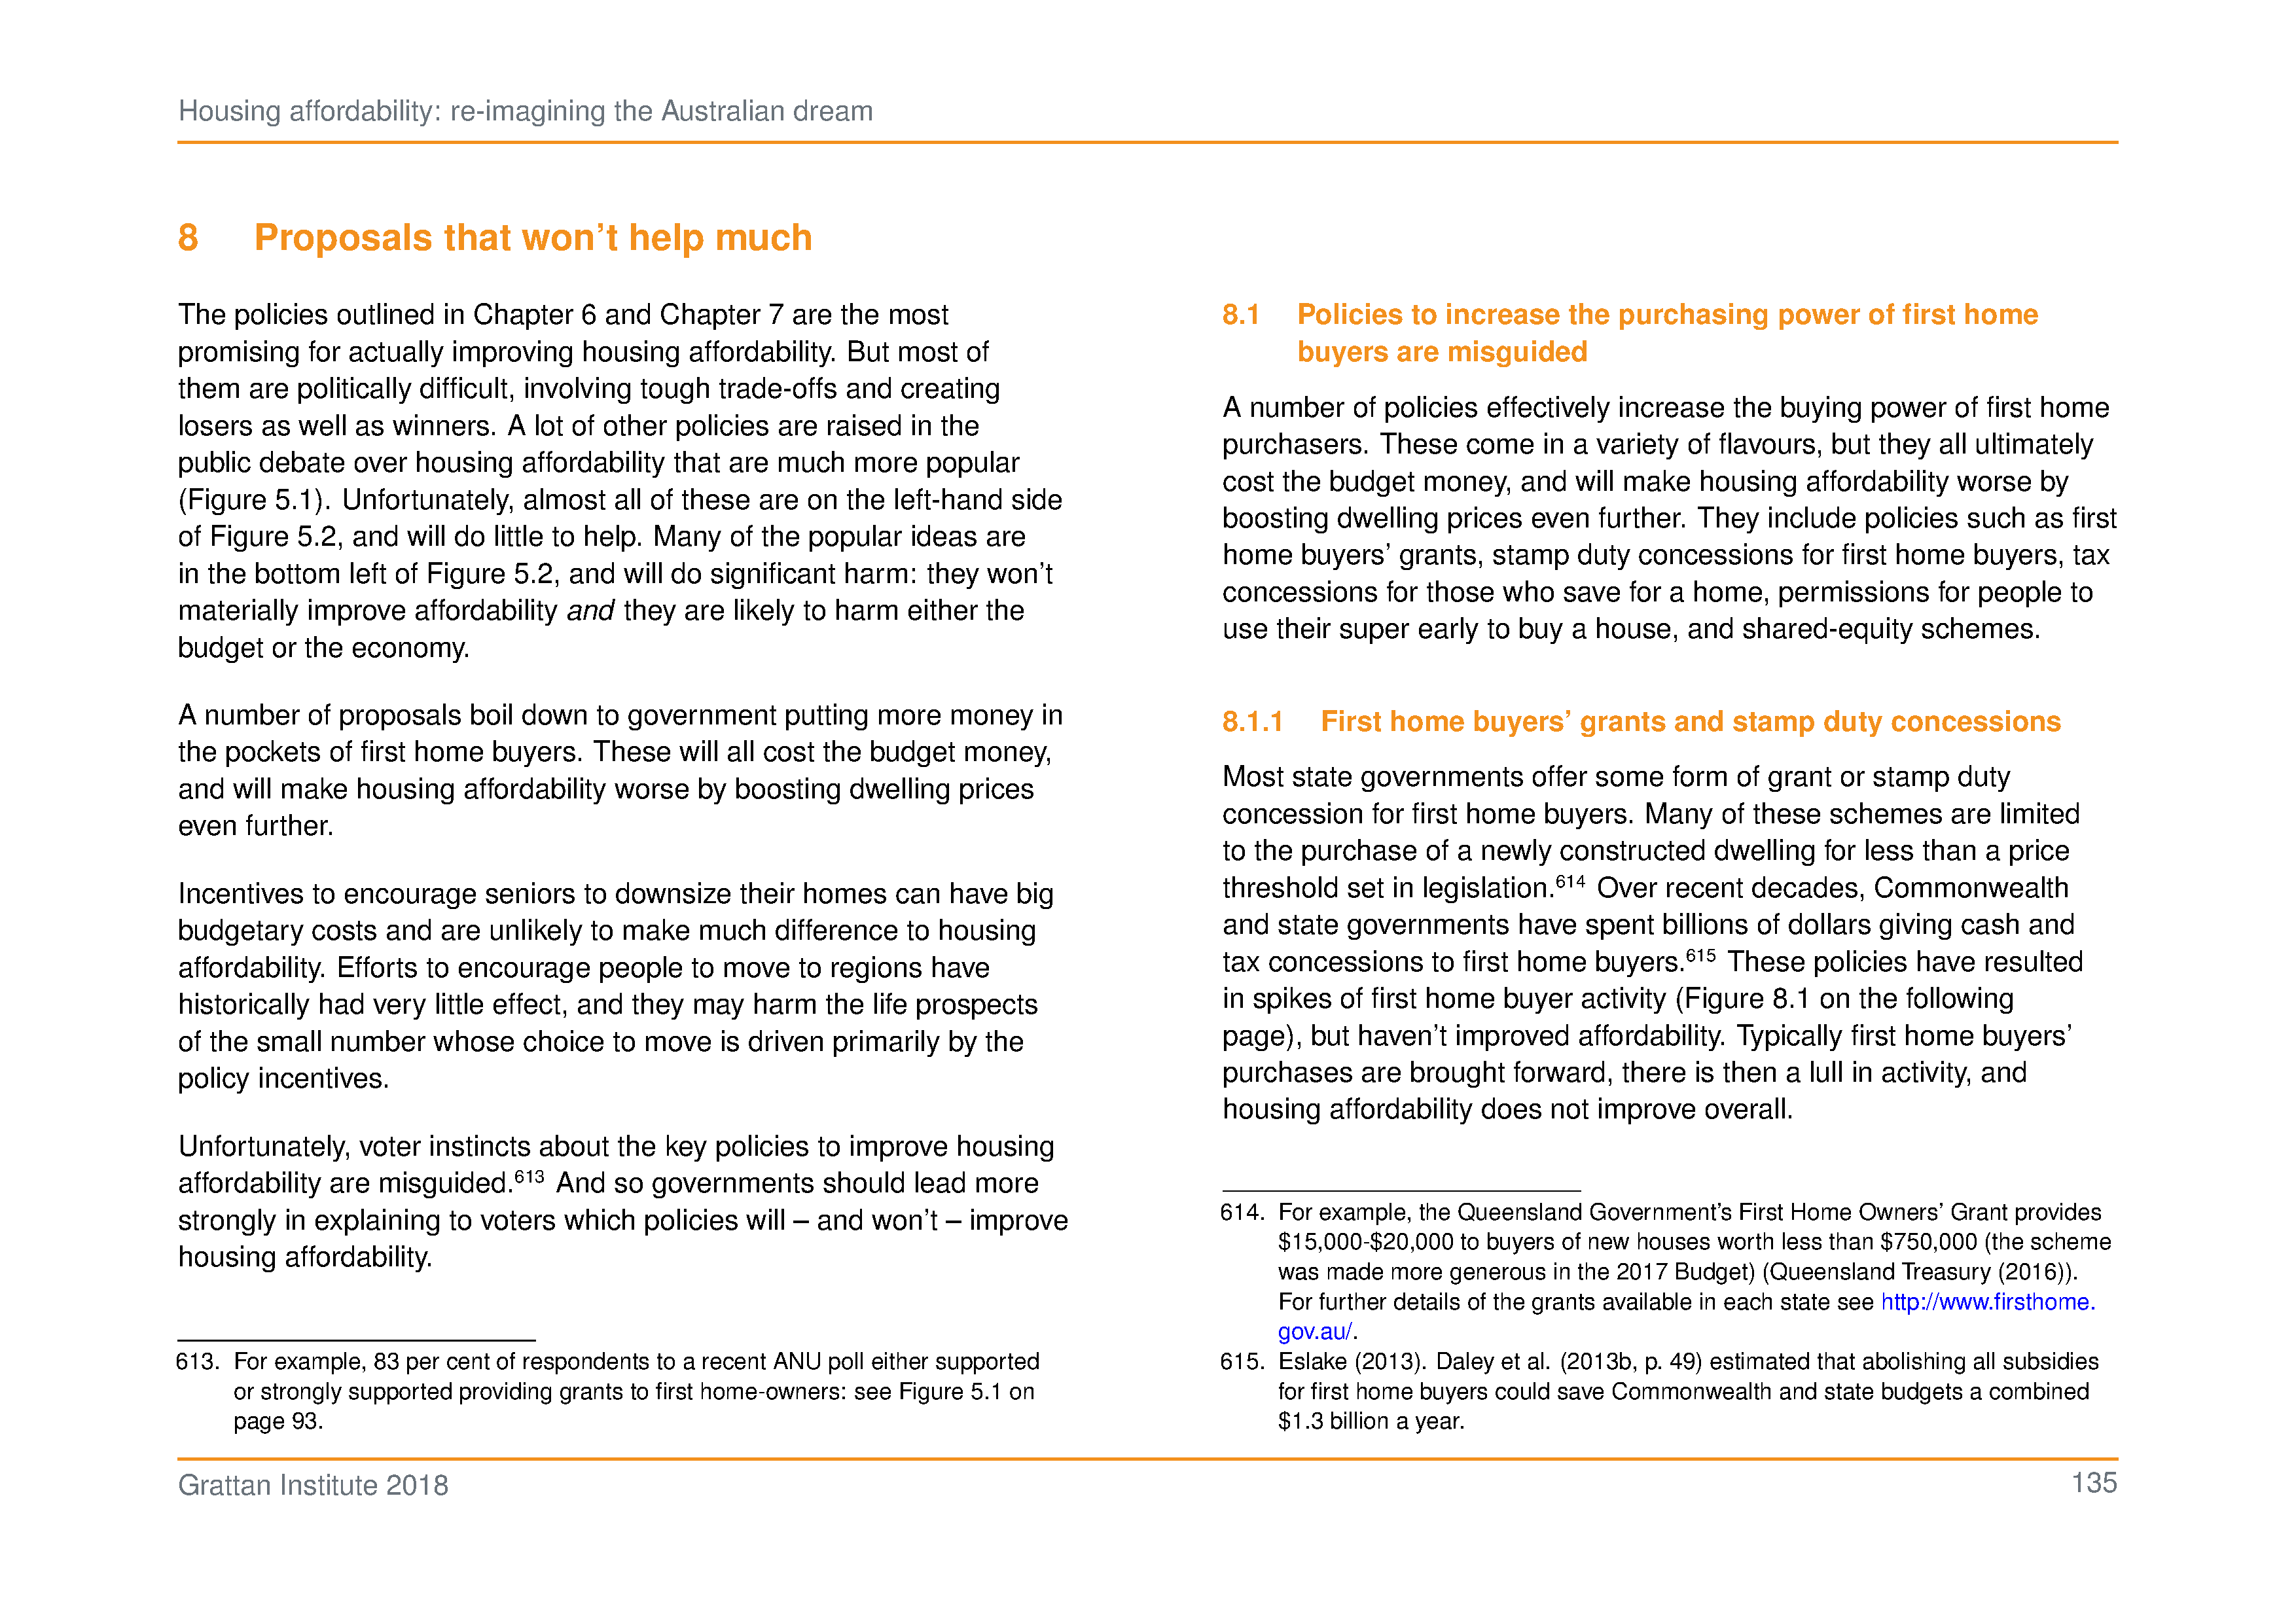 Housing affordability: re-imagining the Australian dream
8 Proposals that won’t help much
The policies outlined in Chapter 6 and Chapter 7 are the most
promising for actually improving housing affordability. But most of
them are politically difficult, involving tough trade-offs and creating
losers as well as winners. A lot of other policies are raised in the
public debate over housing affordability that are much more popular
(Figure 5.1). Unfortunately, almost all of these are on the left-hand side
of Figure 5.2, and will do little to help. Many of the popular ideas are
in the bottom left of Figure 5.2, and will do significant harm: they won’t
materially improve affordability and they are likely to harm either the
budget or the economy.
A number of proposals boil down to government putting more money in
the pockets of first home buyers. These will all cost the budget money,
and will make housing affordability worse by boosting dwelling prices
even further.
Incentives to encourage seniors to downsize their homes can have big
budgetary costs and are unlikely to make much difference to housing
affordability. Efforts to encourage people to move to regions have
historically had very little effect, and they may harm the life prospects
of the small number whose choice to move is driven primarily by the
policy incentives.
Unfortunately, voter instincts about the key policies to improve housing
affordability are misguided.613 And so governments should lead more
strongly in explaining to voters which policies will – and won’t – improve
housing affordability.
613. For example, 83 per cent of respondents to a recent ANU poll either supported
or strongly supported providing grants to first home-owners: see Figure 5.1 on
page 93.
8.1 Policies to increase the purchasing power of first home
buyers are misguided
A number of policies effectively increase the buying power of first home
purchasers. These come in a variety of flavours, but they all ultimately
cost the budget money, and will make housing affordability worse by
boosting dwelling prices even further. They include policies such as first
home buyers’ grants, stamp duty concessions for first home buyers, tax
concessions for those who save for a home, permissions for people to
use their super early to buy a house, and shared-equity schemes.
8.1.1 First home buyers’ grants and stamp duty concessions
Most state governments offer some form of grant or stamp duty
concession for first home buyers. Many of these schemes are limited
to the purchase of a newly constructed dwelling for less than a price
threshold set in legislation.614 Over recent decades, Commonwealth
and state governments have spent billions of dollars giving cash and
tax concessions to first home buyers.615 These policies have resulted
in spikes of first home buyer activity (Figure 8.1 on the following
page), but haven’t improved affordability. Typically first home buyers’
purchases are brought forward, there is then a lull in activity, and
housing affordability does not improve overall.
614. For example, the Queensland Government’s First Home Owners’ Grant provides
$15,000-$20,000 to buyers of new houses worth less than $750,000 (the scheme
was made more generous in the 2017 Budget) (Queensland Treasury (2016)).
For further details of the grants available in each state see http://www.firsthome.
gov.au/.
615. Eslake (2013). Daley et al. (2013b, p. 49) estimated that abolishing all subsidies
for first home buyers could save Commonwealth and state budgets a combined
$1.3 billion a year.
Grattan Institute 2018
135